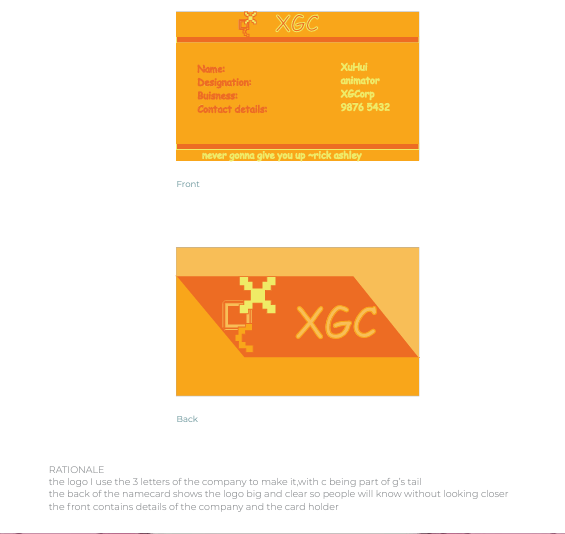 XGC
Name: XuHui
Designation: animator
Buisness: XGCorp
Contact details: 9876 5432
never gonna give you up ~rick ashley
Front
XGC
Back
RATIONALE
the logo I use the 3 letters of the company to make it,with c being part of g's tail
the back of the namecard shows the logo big and clear so people will know without looking closer
the front contains details of the company and the card holder